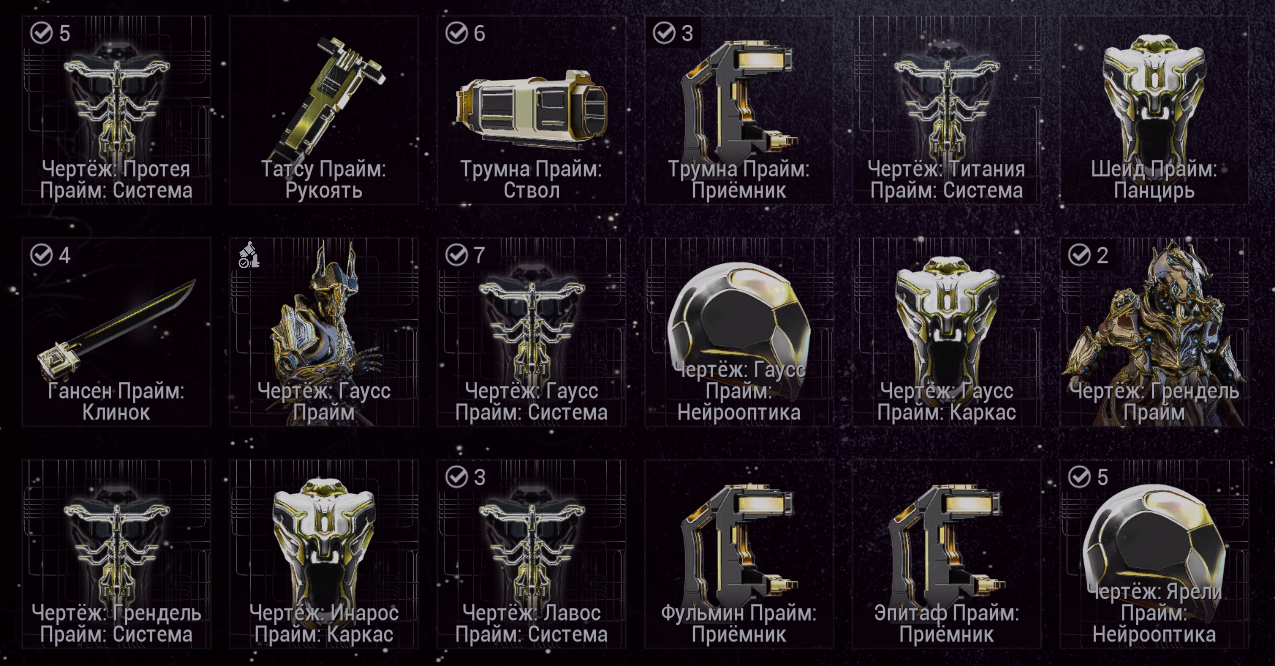 5
Чертёж: Протея
Прайм: Система
Татсу Прайм:
Рукоять
6
Трумна Прайм:
Ствол
3
Трумна Прайм:
Приёмник
Чертёж: Титания
Прайм: Система
Шейд Прайм:
Панцирь
4
Гансен Прайм:
Клинок
Чертёж: Гаусс
Прайм
7
Чертёж: Гаусс
Прайм: Система
Чертёж: Гаусс
Прайм:
Нейрооптика
Чертёж: Гаусс
Прайм: Каркас
2
Чертёж: Грендель
Прайм
Чертёж: Грендель
Прайм: Система
Чертёж: Инарос
Прайм: Каркас
3
Чертёж: Лавос
Прайм: Система
Фульмин Прайм:
Приёмник
Эпитаф Прайм:
Приёмник
5
Чертёж: Ярели
Прайм:
Нейрооптика